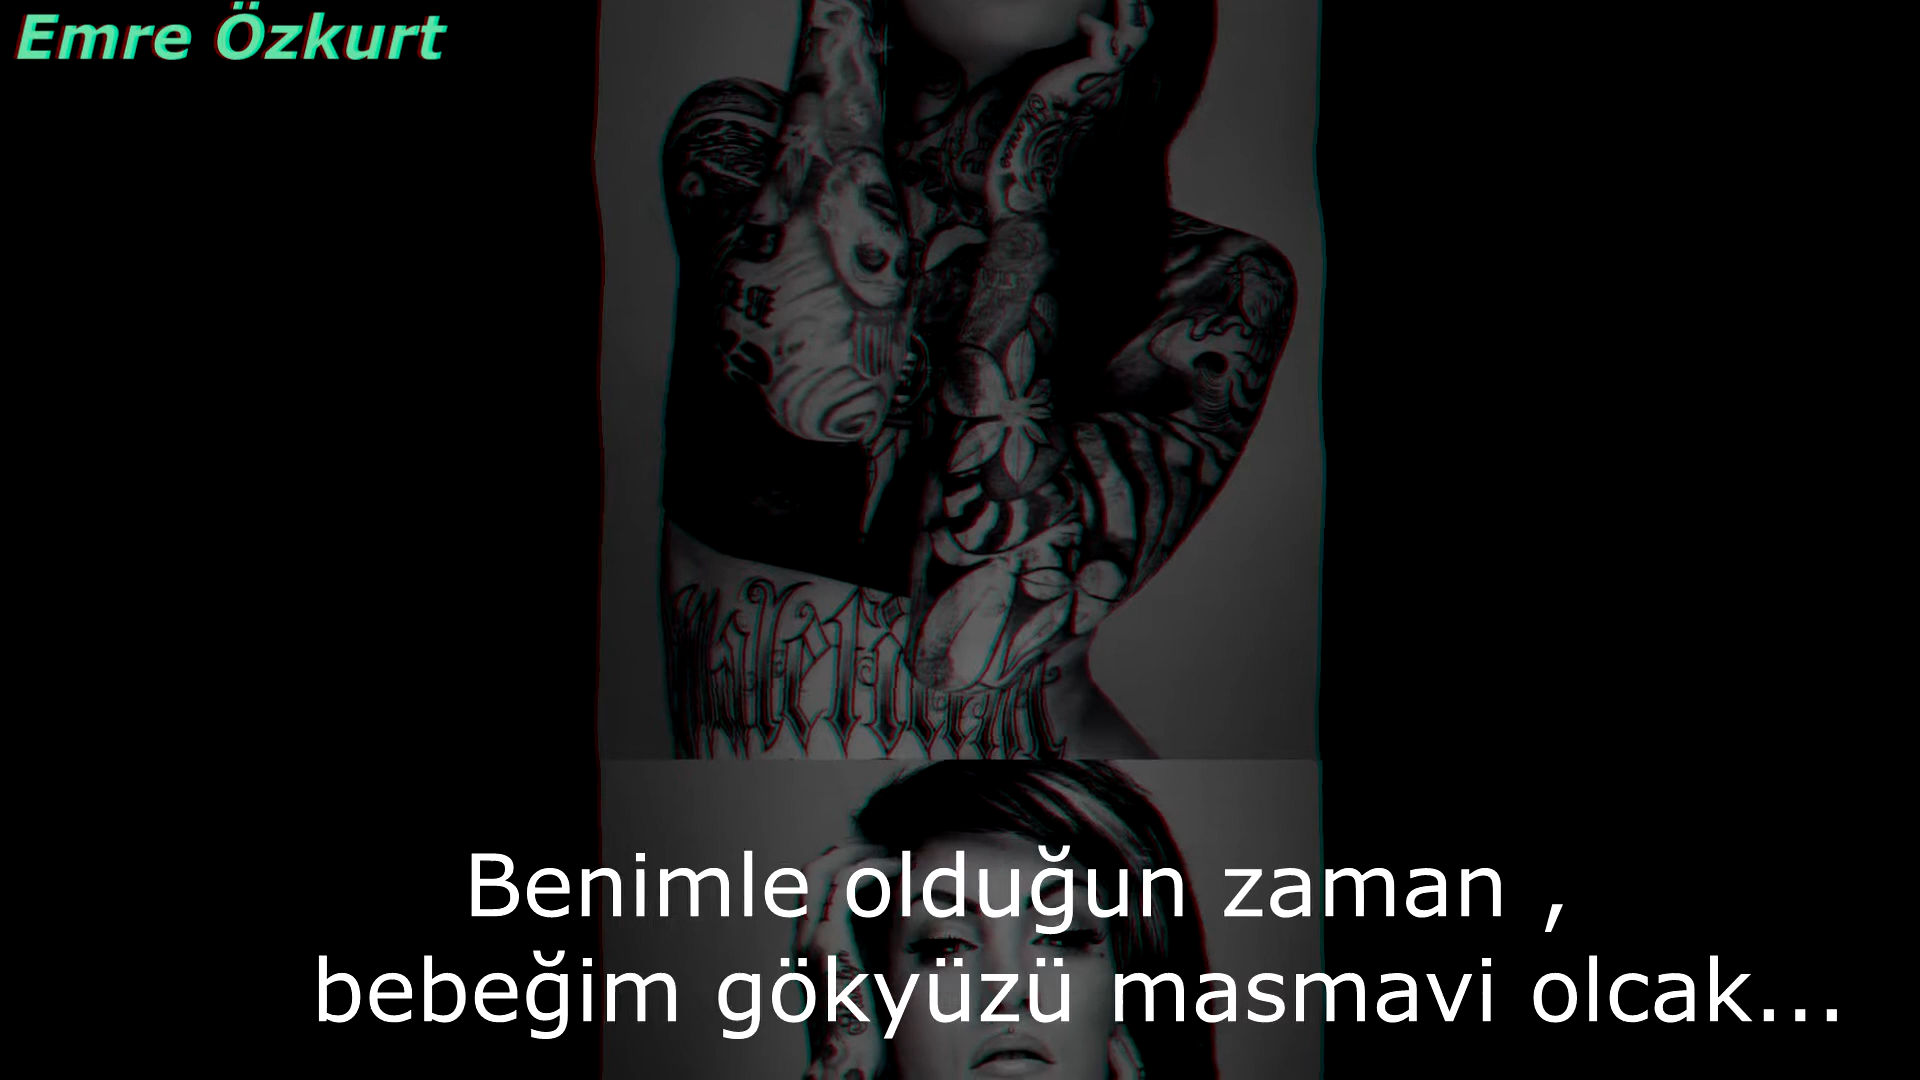 Emre Özkurt
Benimle olduğun zaman ,
bebeğim gökyüzü masmavi olcak...